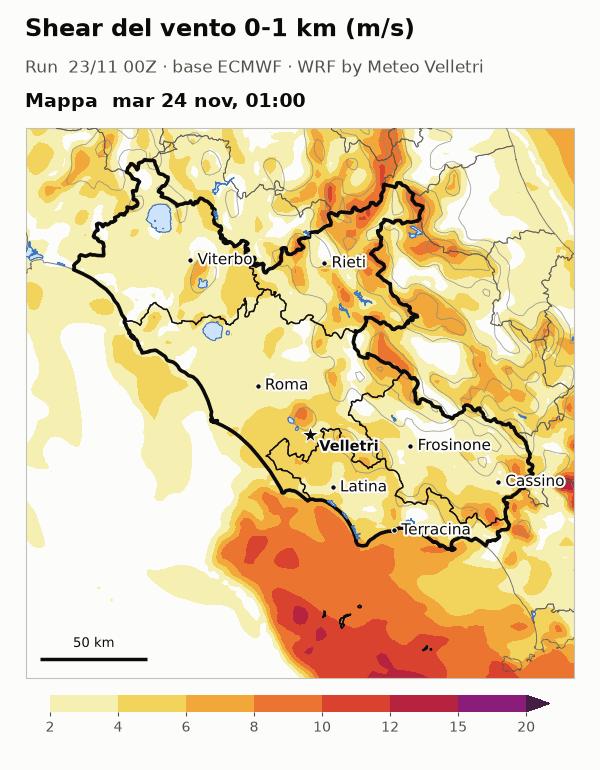 Shear del vento 0-1 km (m/s)
Run  23/11 00Z · base ECMWF · WRF by Meteo Velletri
Mappa  mar 24 nov, 01:00
Viterbo
Rieti
Roma
Velletri
Frosinone
Cassino
Latina
Terracina
50 km
2 4 6 8 10 12 15 20